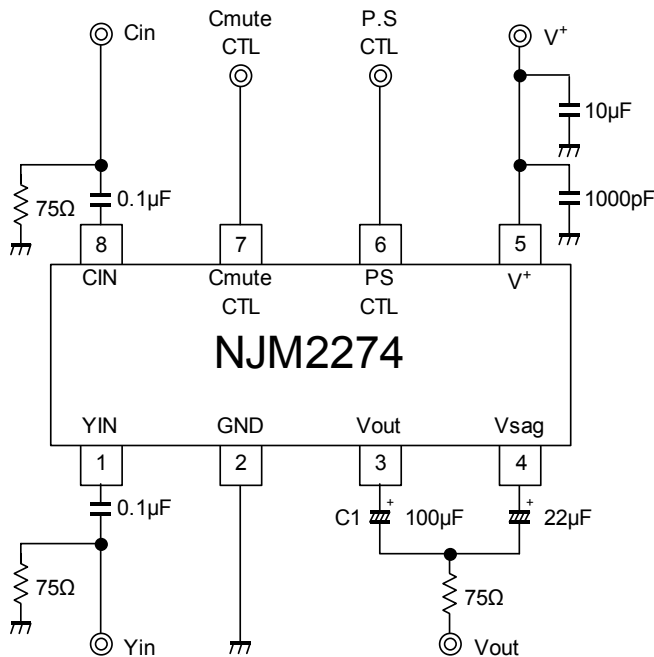 Cin
Cmute
CTL
P.S
CTL
V⁺
10µF
75Ω
0.1µF
1000pF
8
7
6
5
CIN
Cmute
CTL
PS
CTL
V⁺
NJM2274
YIN
GND
Vout
Vsag
1
2
3
4
0.1µF
C1
+
100µF
+
22µF
75Ω
75Ω
Yin
Vout